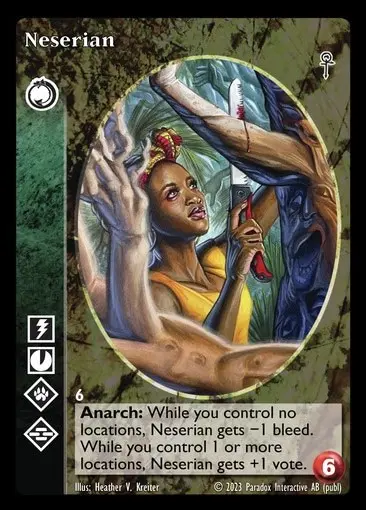 Neserian
6
Anarch: While you control no
locations, Neserian gets −1 bleed.
While you control 1 or more
locations, Neserian gets +1 vote.
6
Illus: Heather V. Kreiter © 2023 Paradox Interactive AB (publ)